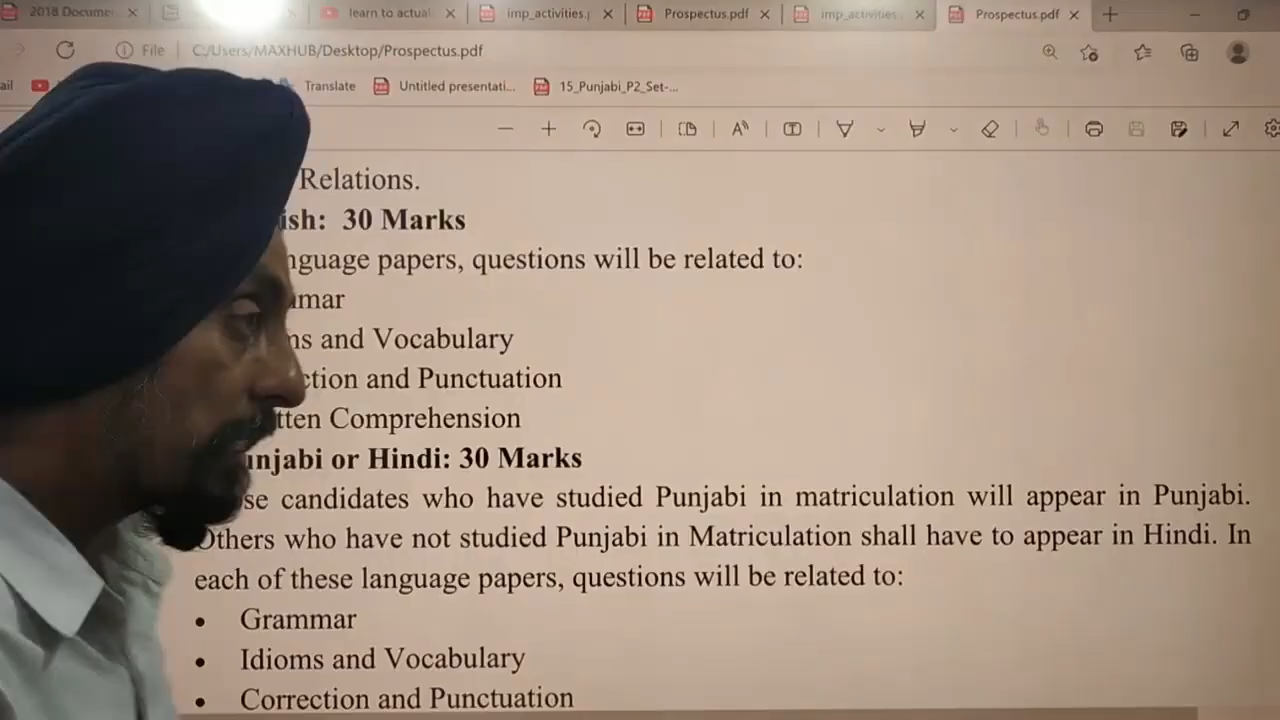 2018 Docume
learn to actual
imp_activities.p
Prospectus.pdf
imp_activities
Prospectus.pdf
File C:/Users/MAXHUB/Desktop/Prospectus.pdf
ail
Translate
Untitled presentati...
15_Punjabi_P2_Set-...
Relations.
ish: 30 Marks
nguage papers, questions will be related to:
mar
ns and Vocabulary
ction and Punctuation
tten Comprehension
unjabi or Hindi: 30 Marks
se candidates who have studied Punjabi in matriculation will appear in Punjabi.
Others who have not studied Punjabi in Matriculation shall have to appear in Hindi. In
each of these language papers, questions will be related to:
• Grammar
• Idioms and Vocabulary
• Correction and Punctuation